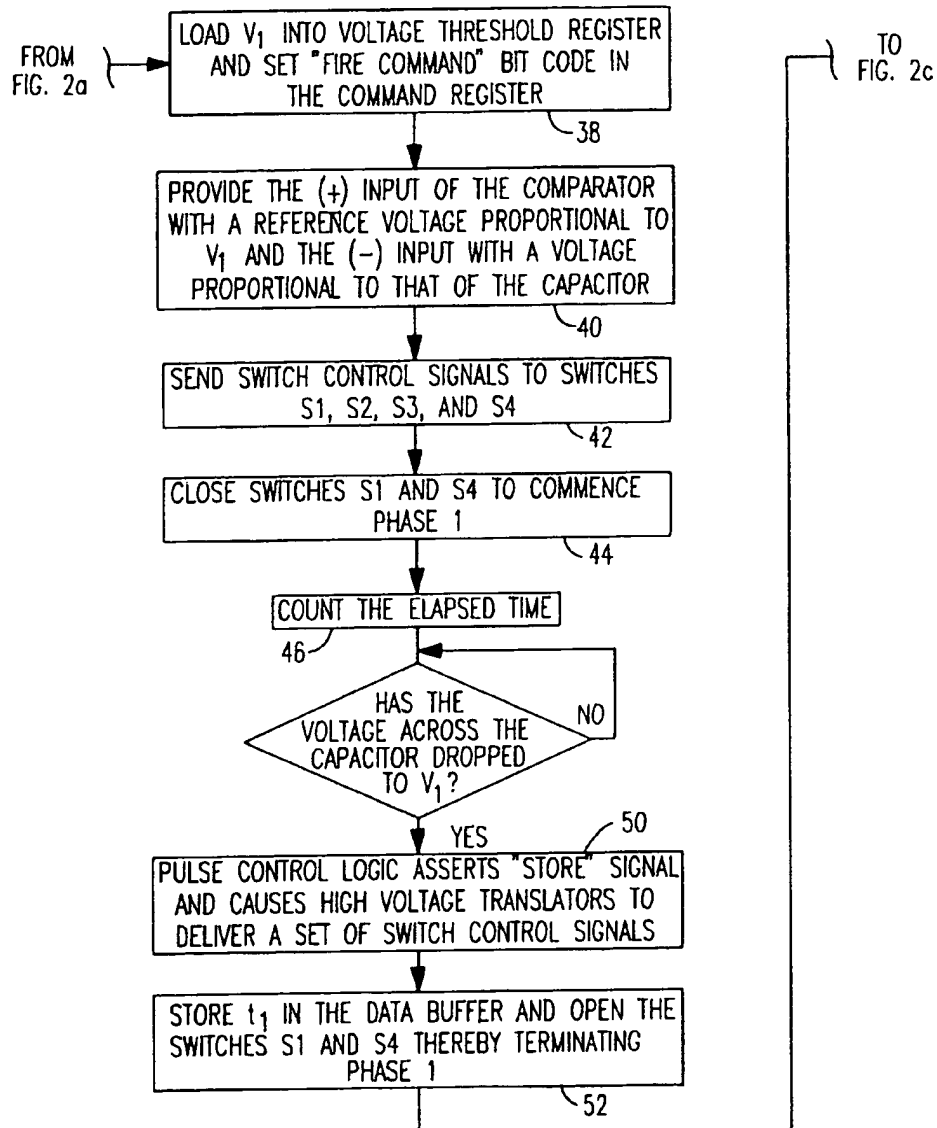 FROM
FIG. 2a
LOAD V1 INTO VOLTAGE THRESHOLD REGISTER
AND SET "FIRE COMMAND" BIT CODE IN
THE COMMAND REGISTER
38
TO
FIG. 2c
PROVIDE THE (+) INPUT OF THE COMPARATOR
WITH A REFERENCE VOLTAGE PROPORTIONAL TO
V1 AND THE (−) INPUT WITH A VOLTAGE
PROPORTIONAL TO THAT OF THE CAPACITOR
40
SEND SWITCH CONTROL SIGNALS TO SWITCHES
S1, S2, S3, AND S4
42
CLOSE SWITCHES S1 AND S4 TO COMMENCE
PHASE 1
44
COUNT THE ELAPSED TIME
46
HAS THE
VOLTAGE ACROSS THE
CAPACITOR DROPPED
TO V1?
NO
YES
50
PULSE CONTROL LOGIC ASSERTS "STORE" SIGNAL
AND CAUSES HIGH VOLTAGE TRANSLATORS TO
DELIVER A SET OF SWITCH CONTROL SIGNALS
STORE t1 IN THE DATA BUFFER AND OPEN THE
SWITCHES S1 AND S4 THEREBY TERMINATING
PHASE 1
52